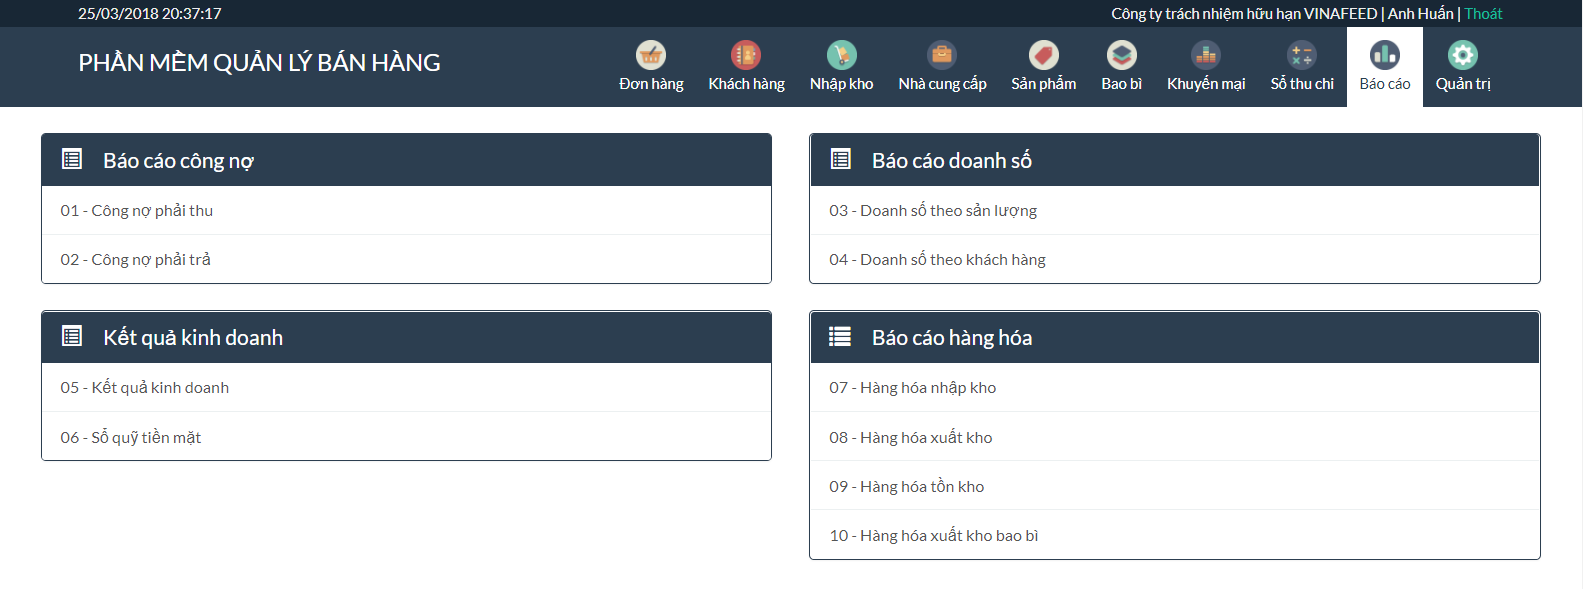 25/03/2018 20:37:17
Công ty trách nhiệm hữu hạn VINAFEED | Anh Huấn | Thoát
PHẦN MỀM QUẢN LÝ BÁN HÀNG
Đơn hàng
Khách hàng
Nhập kho
Nhà cung cấp
Sản phẩm
Bao bì
Khuyến mại
Sổ thu chi
Báo cáo
Quản trị
Báo cáo công nợ
01 - Công nợ phải thu
02 - Công nợ phải trả
Báo cáo doanh số
03 - Doanh số theo sản lượng
04 - Doanh số theo khách hàng
Kết quả kinh doanh
05 - Kết quả kinh doanh
06 - Sổ quỹ tiền mặt
Báo cáo hàng hóa
07 - Hàng hóa nhập kho
08 - Hàng hóa xuất kho
09 - Hàng hóa tồn kho
10 - Hàng hóa xuất kho bao bì